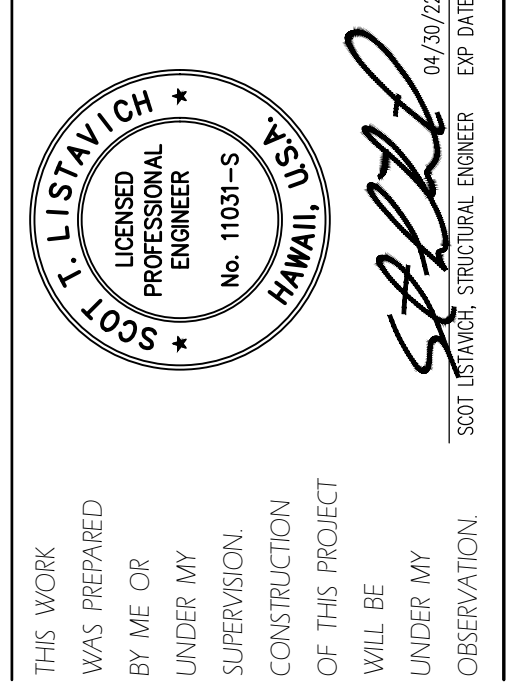 THIS WORK
WAS PREPARED
BY ME OR
UNDER MY
SUPERVISION.
CONSTRUCTION
OF THIS PROJECT
WILL BE
UNDER MY
OBSERVATION.
SCOT T. LISTAVICH
LICENSED
PROFESSIONAL
ENGINEER
No. 11031-S
HAWAII, U.S.A.
04/30/22
SCOT LISTAVICH, STRUCTURAL ENGINEER EXP DATE